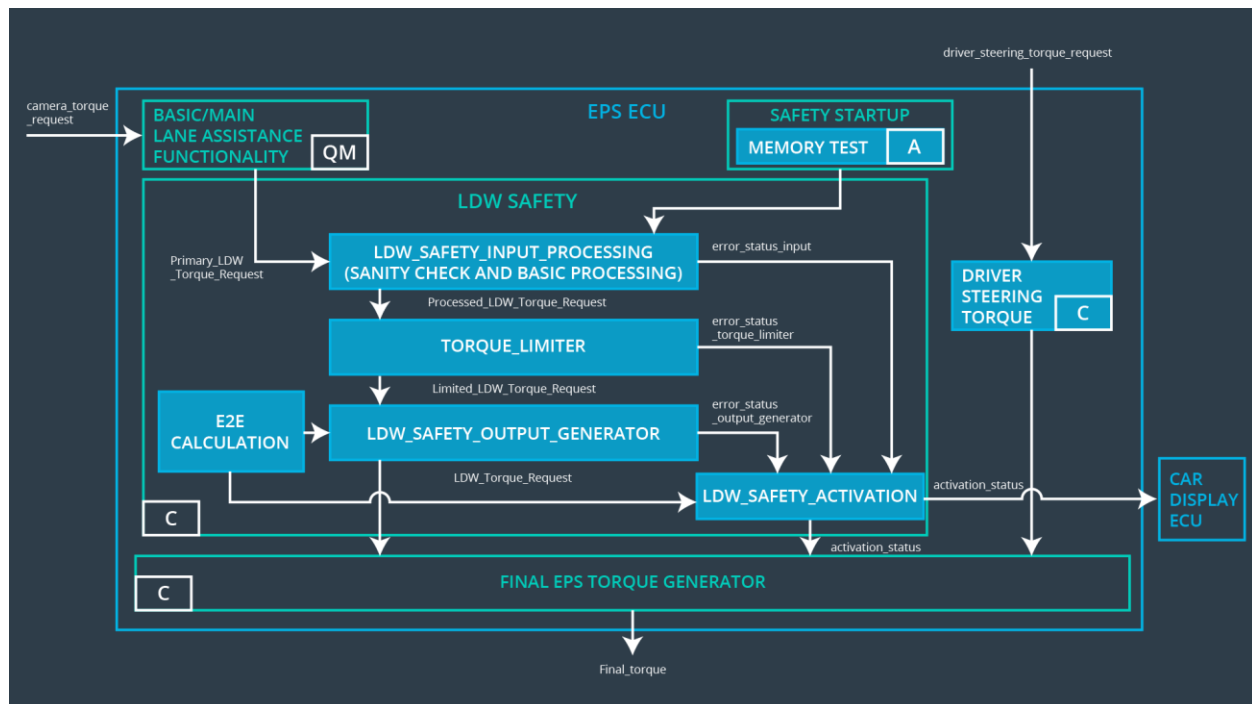 driver_steering_torque_request
camera_torque
_request
EPS ECU
BASIC/MAIN
LANE ASSISTANCE
FUNCTIONALITY
QM
SAFETY STARTUP
MEMORY TEST
A
LDW SAFETY
Primary_LDW
_Torque_Request
LDW_SAFETY_INPUT_PROCESSING
(SANITY CHECK AND BASIC PROCESSING)
error_status_input
DRIVER
STEERING
TORQUE
C
Processed_LDW_Torque_Request
TORQUE_LIMITER
error_status
_torque_limiter
Limited_LDW_Torque_Request
E2E
CALCULATION
LDW_SAFETY_OUTPUT_GENERATOR
error_status
_output_generator
LDW_Torque_Request
LDW_SAFETY_ACTIVATION
activation_status
CAR
DISPLAY
ECU
C
activation_status
FINAL EPS TORQUE GENERATOR
C
Final_torque